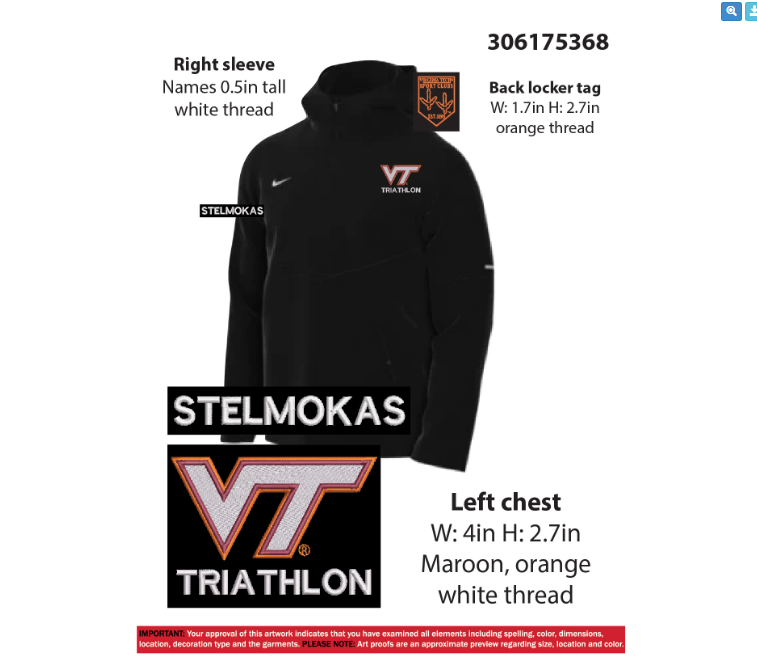 306175368
Right sleeve
Names 0.5in tall
white thread
Back locker tag
W: 1.7in H: 2.7in
orange thread
SPORT CLUBS
VT
TRIATHLON
STELMOKAS
STELMOKAS
VT®
TRIATHLON
Left chest
W: 4in H: 2.7in
Maroon, orange
white thread
IMPORTANT: Your approval of this artwork indicates that you have examined all elements including spelling, color, dimensions,
location, decoration type and the garments. PLEASE NOTE: Art proofs are an approximate preview regarding size, location and color.